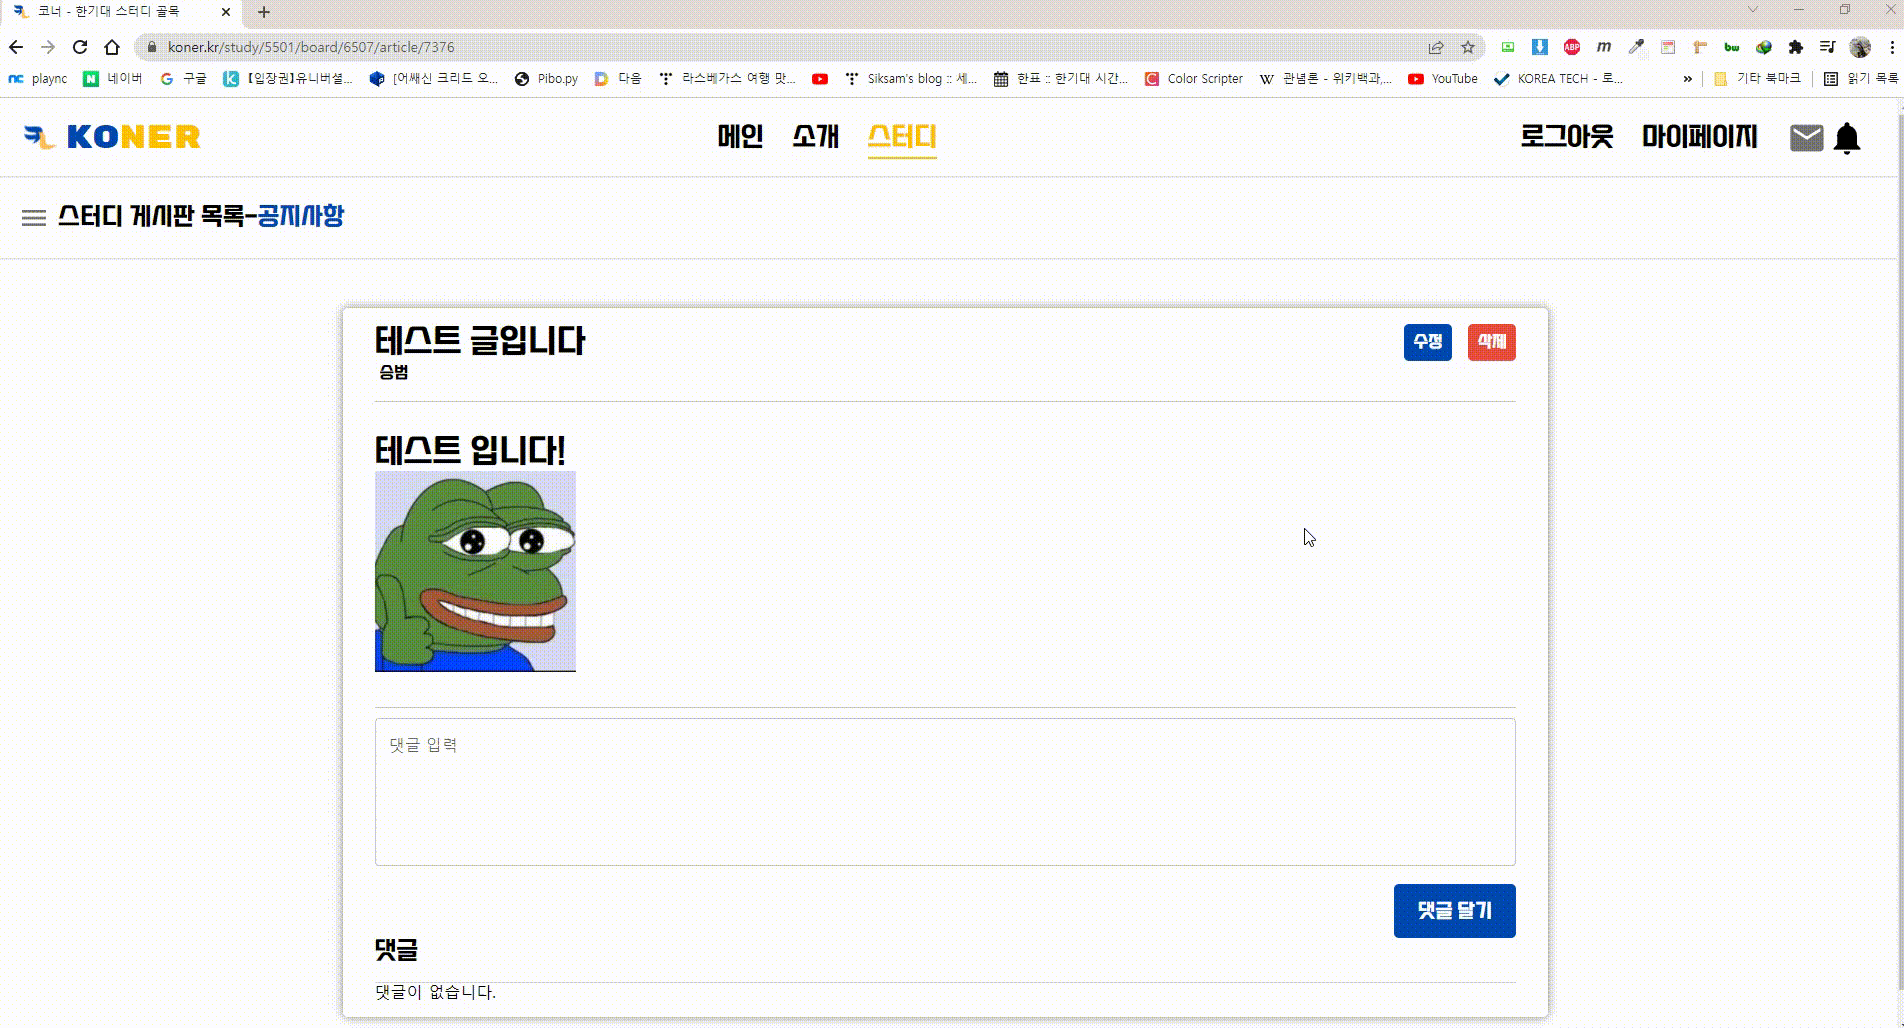 코너 - 한기대 스터디 골목
koner.kr/study/5501/board/6507/article/7376
ABP
m
bw
nc plaync
N 네이버
G 구글
【입장권】유니버셜...
[어쌔신 크리드 오...
Pibo.py
다음
라스베가스 여행 맛...
Siksam's blog :: 세...
한표 :: 한기대 시간...
C Color Scripter
W 관념론 - 위키백과,...
YouTube
KOREA TECH - 로...
»
기타 북마크
읽기 목록
KONER
메인 소개 스터디
로그아웃 마이페이지
스터디 게시판 목록-공지사항
테스트 글입니다
수정 삭제
승범
테스트 입니다!
댓글 입력
댓글 달기
댓글
댓글이 없습니다.